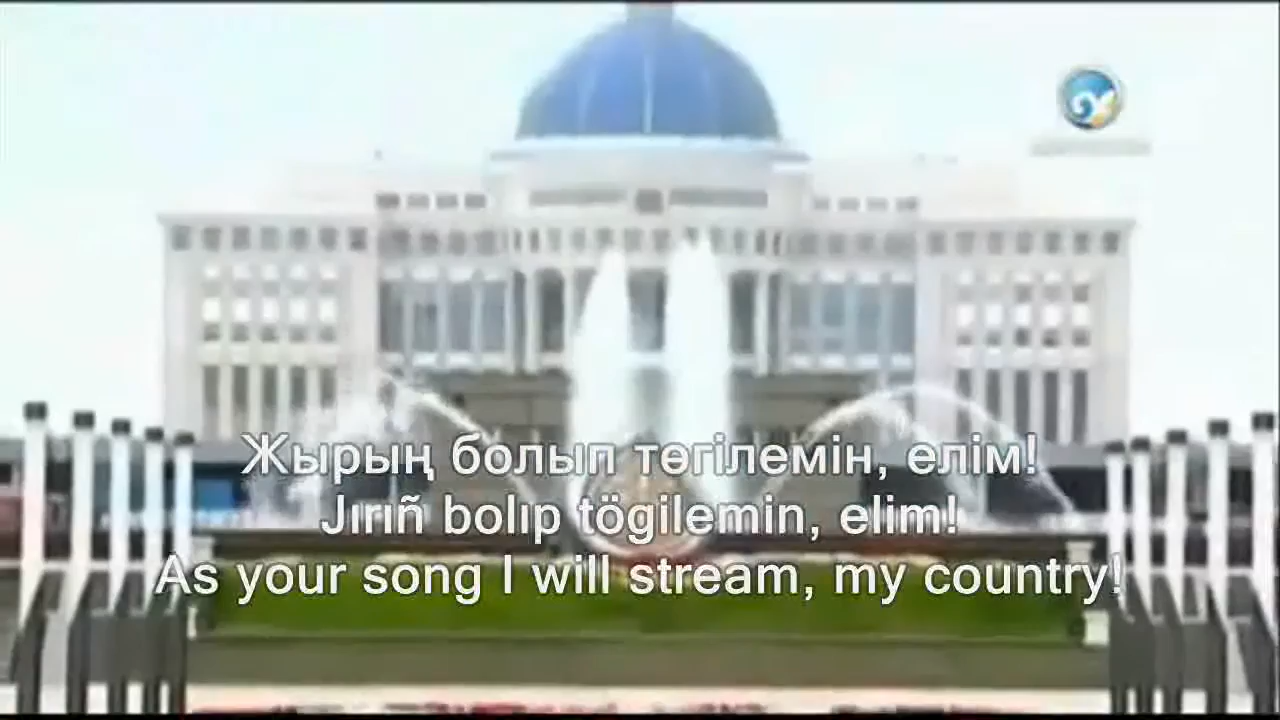 Жырың болып төгілемін, елім!
Jırıñ bolıp tögilemin, elim!
As your song I will stream, my country!